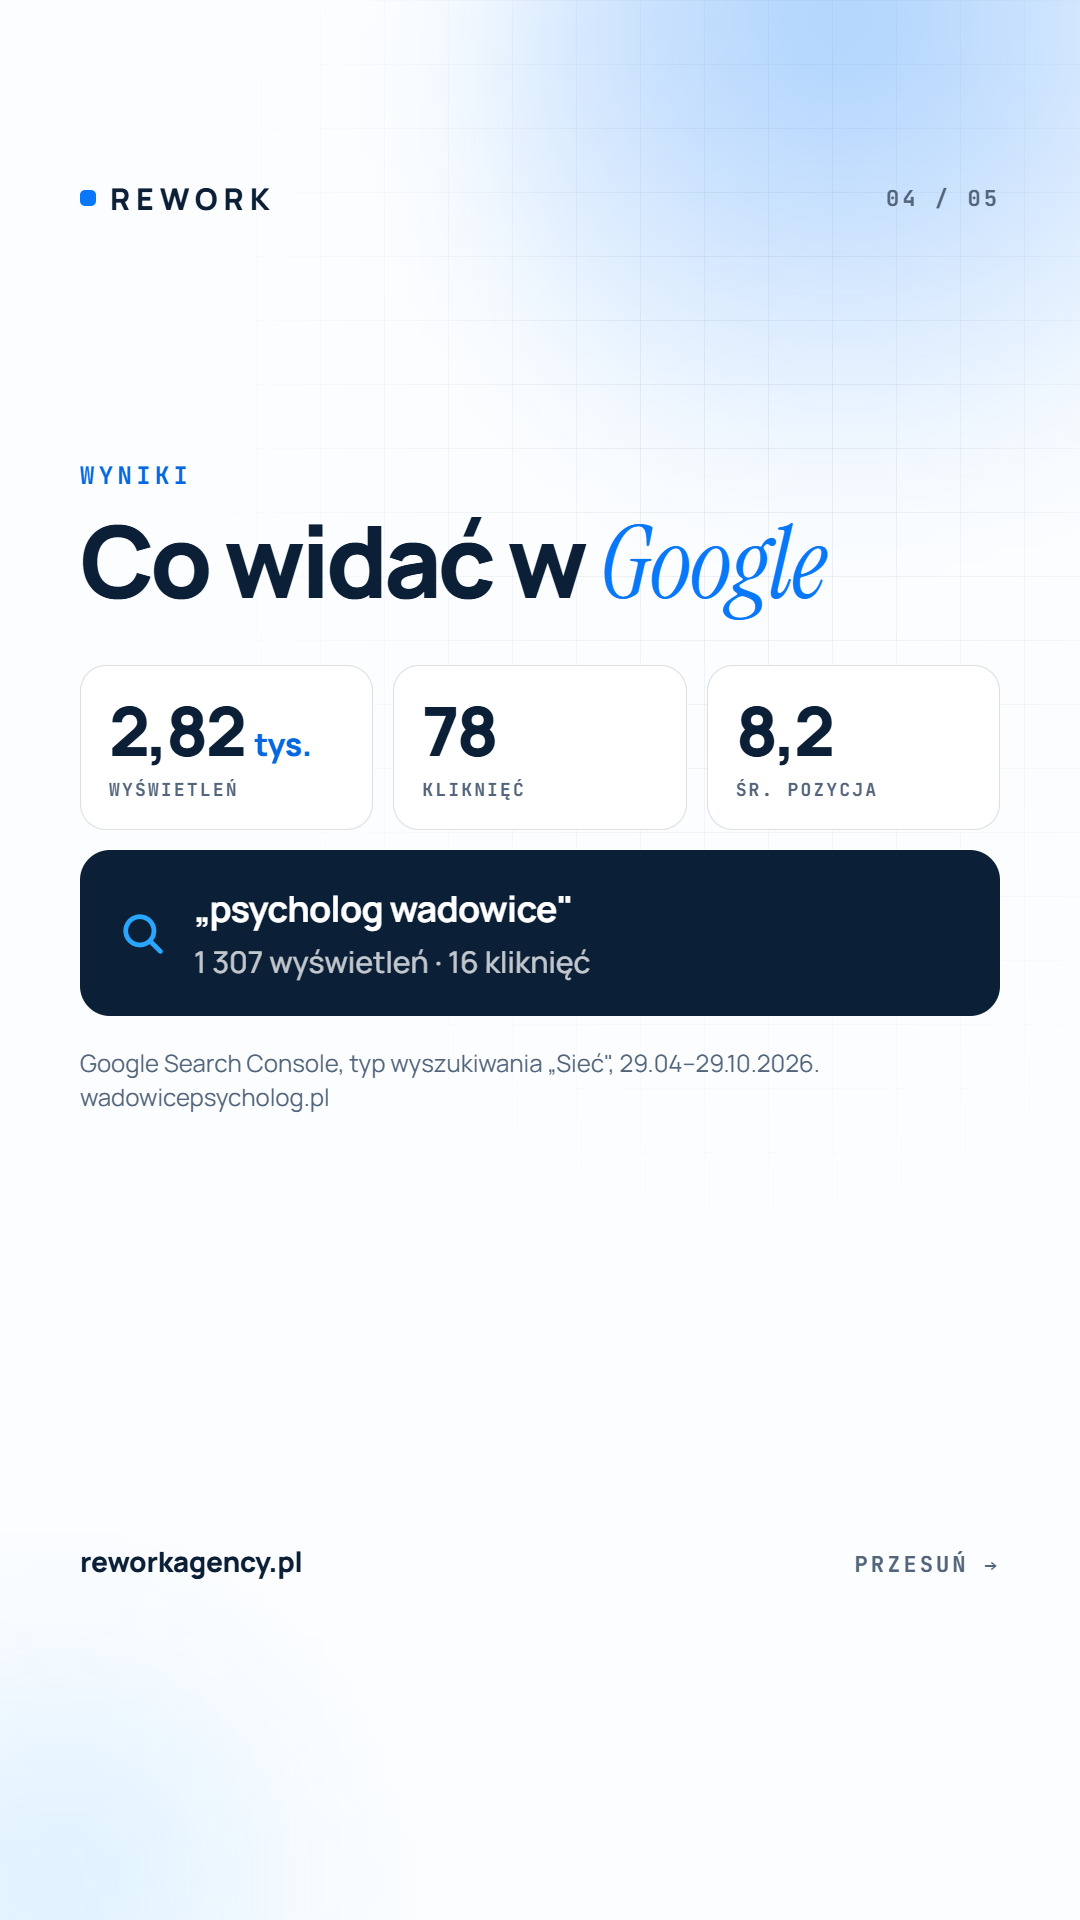 REWORK
04 / 05
WYNIKI
Co widać w Google
2,82 tys.
WYŚWIETLEŃ
78
KLIKNIĘĆ
8,2
ŚR. POZYCJA
„psycholog wadowice"
1 307 wyświetleń · 16 kliknięć
Google Search Console, typ wyszukiwania „Sieć", 29.04–29.10.2026.
wadowicepsycholog.pl
reworkagency.pl
PRZESUŃ →